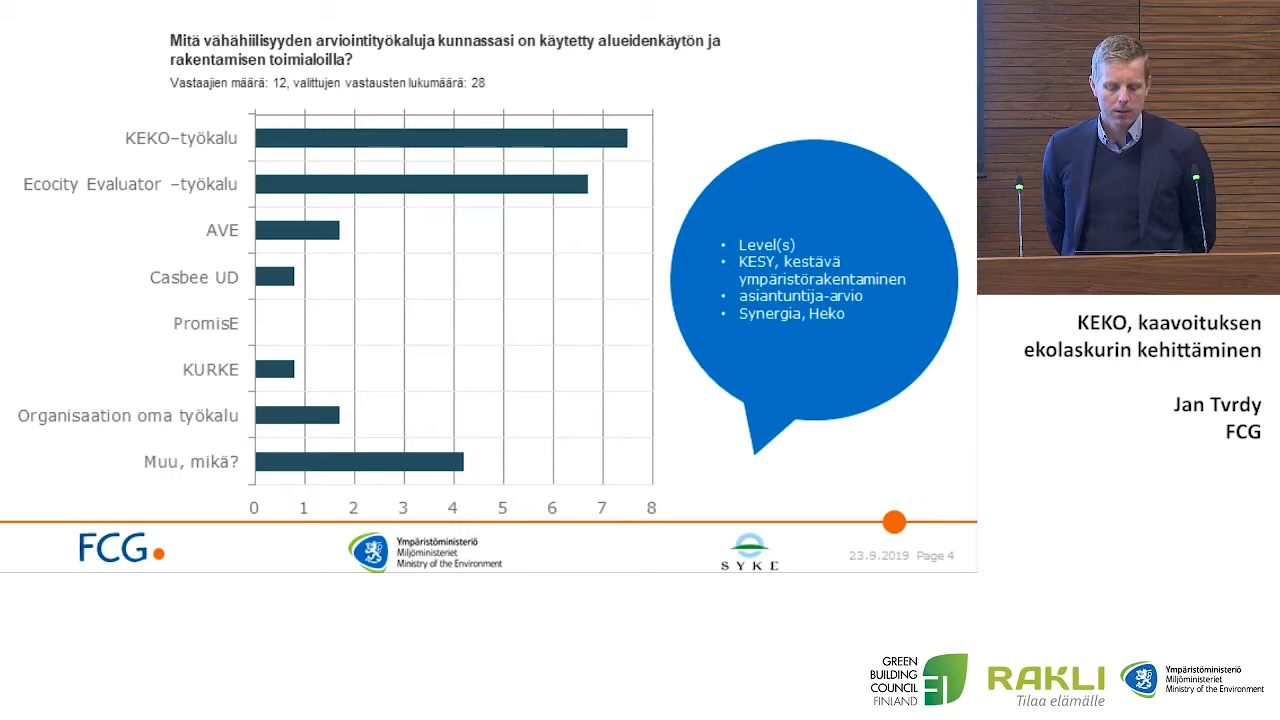 Mitä vähähiilisyyden arviointityökaluja kunnassasi on käytetty alueidenkäytön ja
rakentamisen toimialoilla?
Vastaajien määrä: 12, valittujen vastausten lukumäärä: 28
KEKO–työkalu
Ecocity Evaluator –työkalu
AVE
Casbee UD
PromisE
KURKE
Organisaation oma työkalu
Muu, mikä?
0 1 2 3 4 5 6 7 8
• Level(s)
• KESY, kestävä
ympäristörakentaminen
• asiantuntija-arvio
• Synergia, Heko
FCG.
Ympäristöministeriö
Miljöministeriet
Ministry of the Environment
SYKE
23.9.2019 Page 4
KEKO, kaavoituksen
ekolaskurin kehittäminen
Jan Tvrdy
FCG
GREEN
BUILDING
COUNCIL
FINLAND
FI
RAKLI
Tilaa elämälle
Ympäristöministeriö
Miljöministeriet
Ministry of the Environment